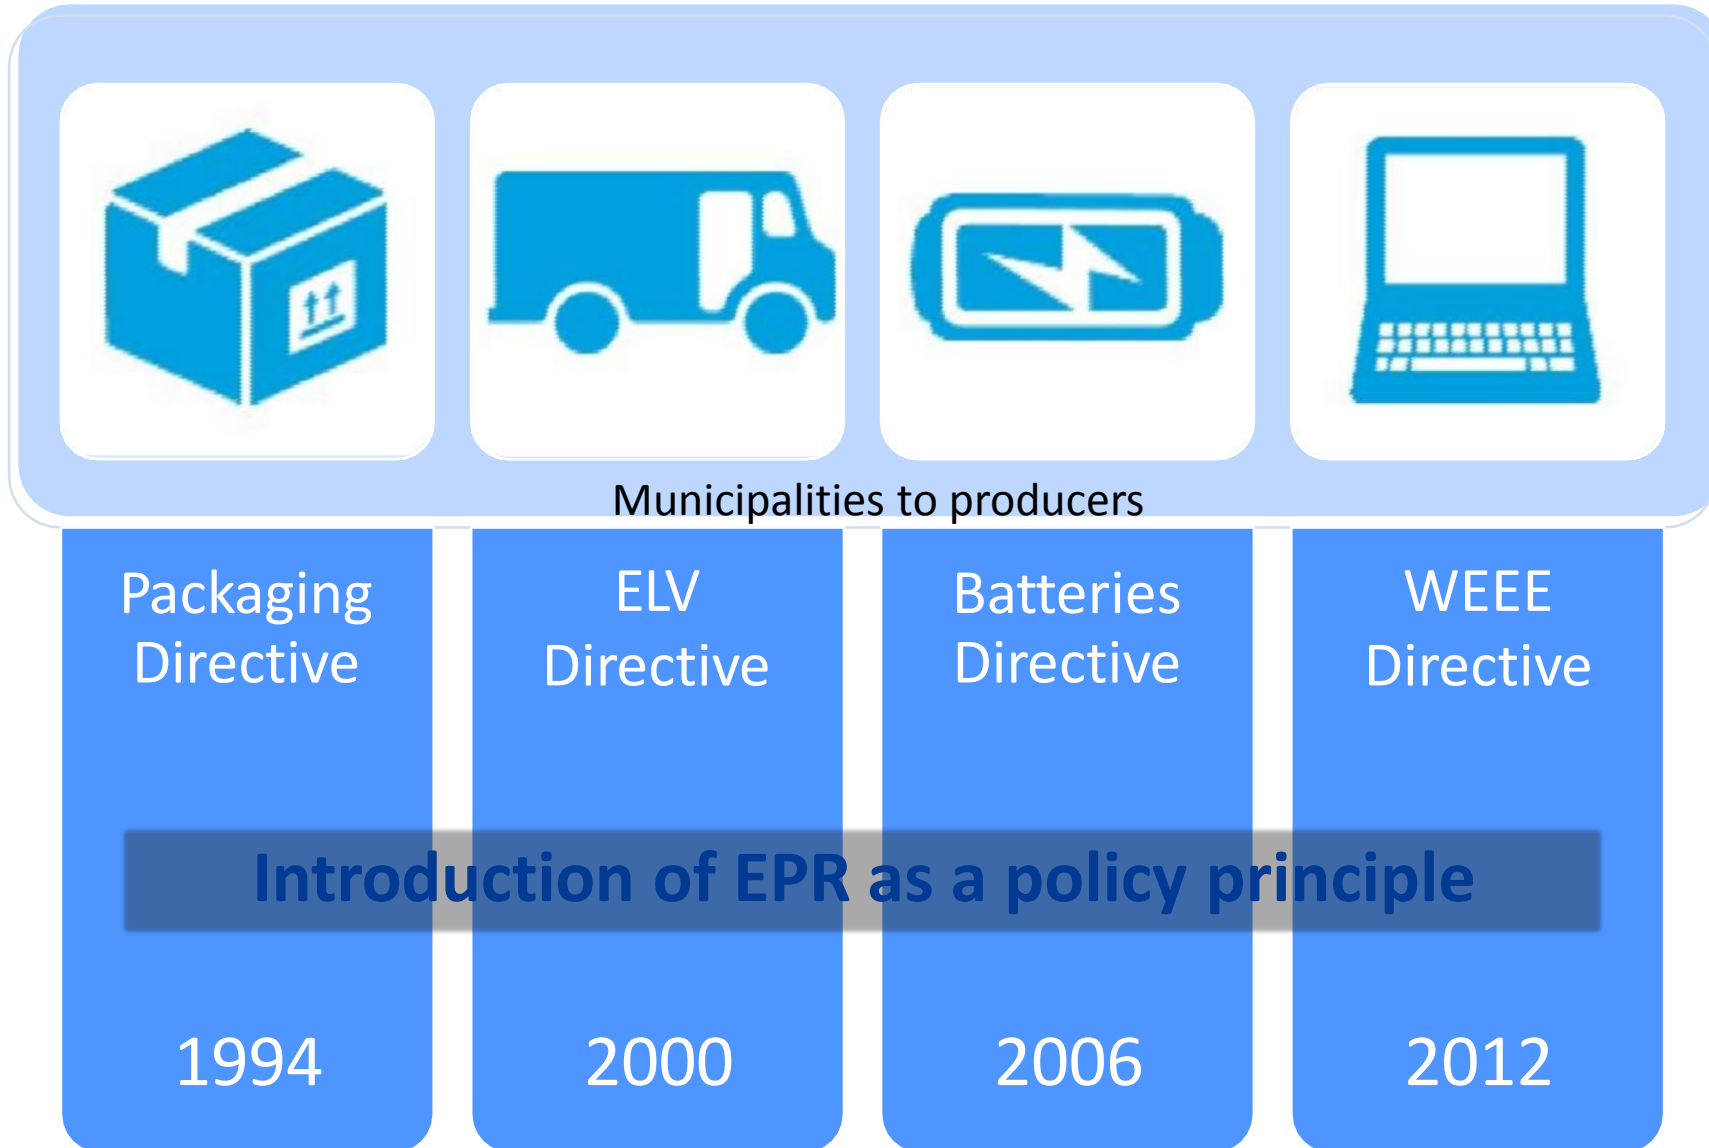 Municipalities to producers
Packaging
Directive
ELV
Directive
Batteries
Directive
WEEE
Directive
Introduction of EPR as a policy principle
1994
2000
2006
2012